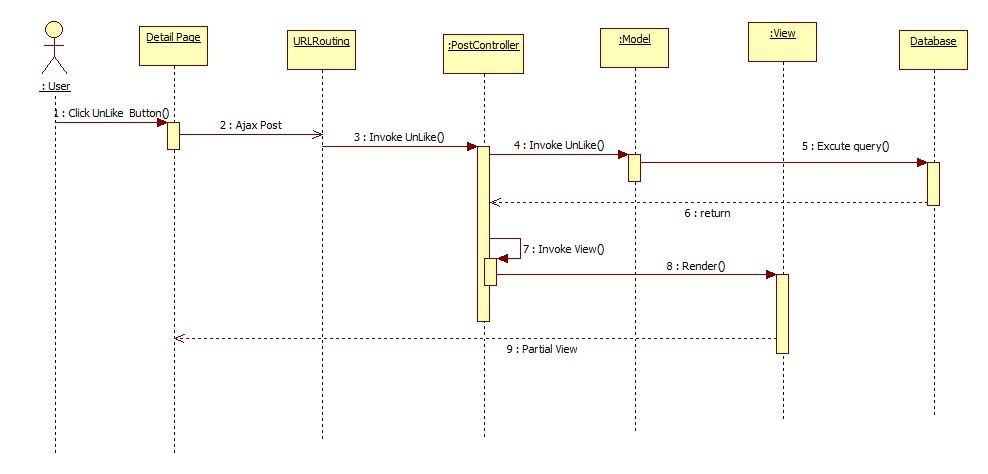 Detail Page
URLRouting
:PostController
:Model
:View
Database
: User
1 : Click UnLike Button()
2 : Ajax Post
3 : Invoke UnLike()
4 : Invoke UnLike()
5 : Excute query()
6 : return
7 : Invoke View()
8 : Render()
9 : Partial View